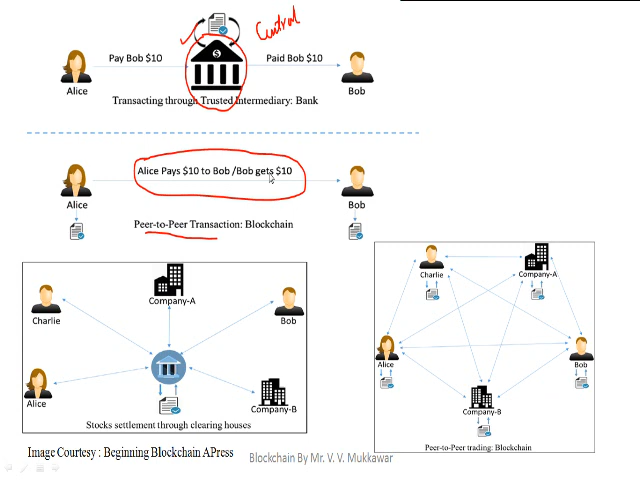 Central
Pay Bob $10
Paid Bob $10
$
Alice
Bob
Transacting through Trusted Intermediary: Bank
Alice Pays $10 to Bob /Bob gets $10
Alice
Bob
Peer-to-Peer Transaction: Blockchain
Company-A
Charlie
Bob
Alice
Company-B
Stocks settlement through clearing houses
Charlie
Company-A
Alice
Bob
Company-B
Peer-to-Peer trading: Blockchain
Image Courtesy : Beginning Blockchain APress
Blockchain By Mr. V. V. Mukkawar